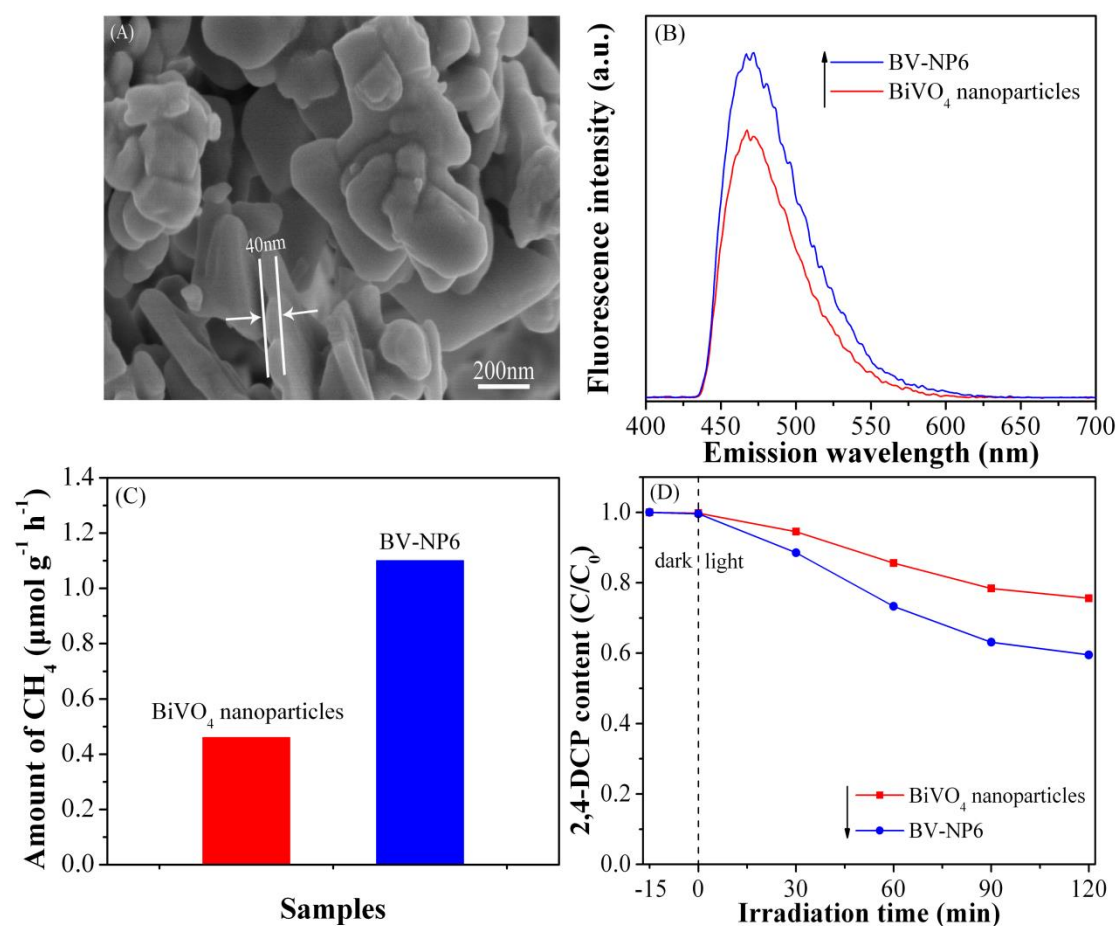 (A)
40nm
200nm
(B)
BV-NP6
BiVO₄ nanoparticles
Fluorescence intensity (a.u.)
400 450 500 550 600 650 700
Emission wavelength (nm)
(C)
Amount of CH₄ (μmol g⁻¹ h⁻¹)
1.4
1.2
1.0
0.8
0.6
0.4
0.2
0.0
BV-NP6
BiVO₄ nanoparticles
Samples
(D)
2,4-DCP content (C/C₀)
1.0
0.8
0.6
0.4
0.2
0.0
dark light
BiVO₄ nanoparticles
BV-NP6
-15 0 30 60 90 120
Irradiation time (min)